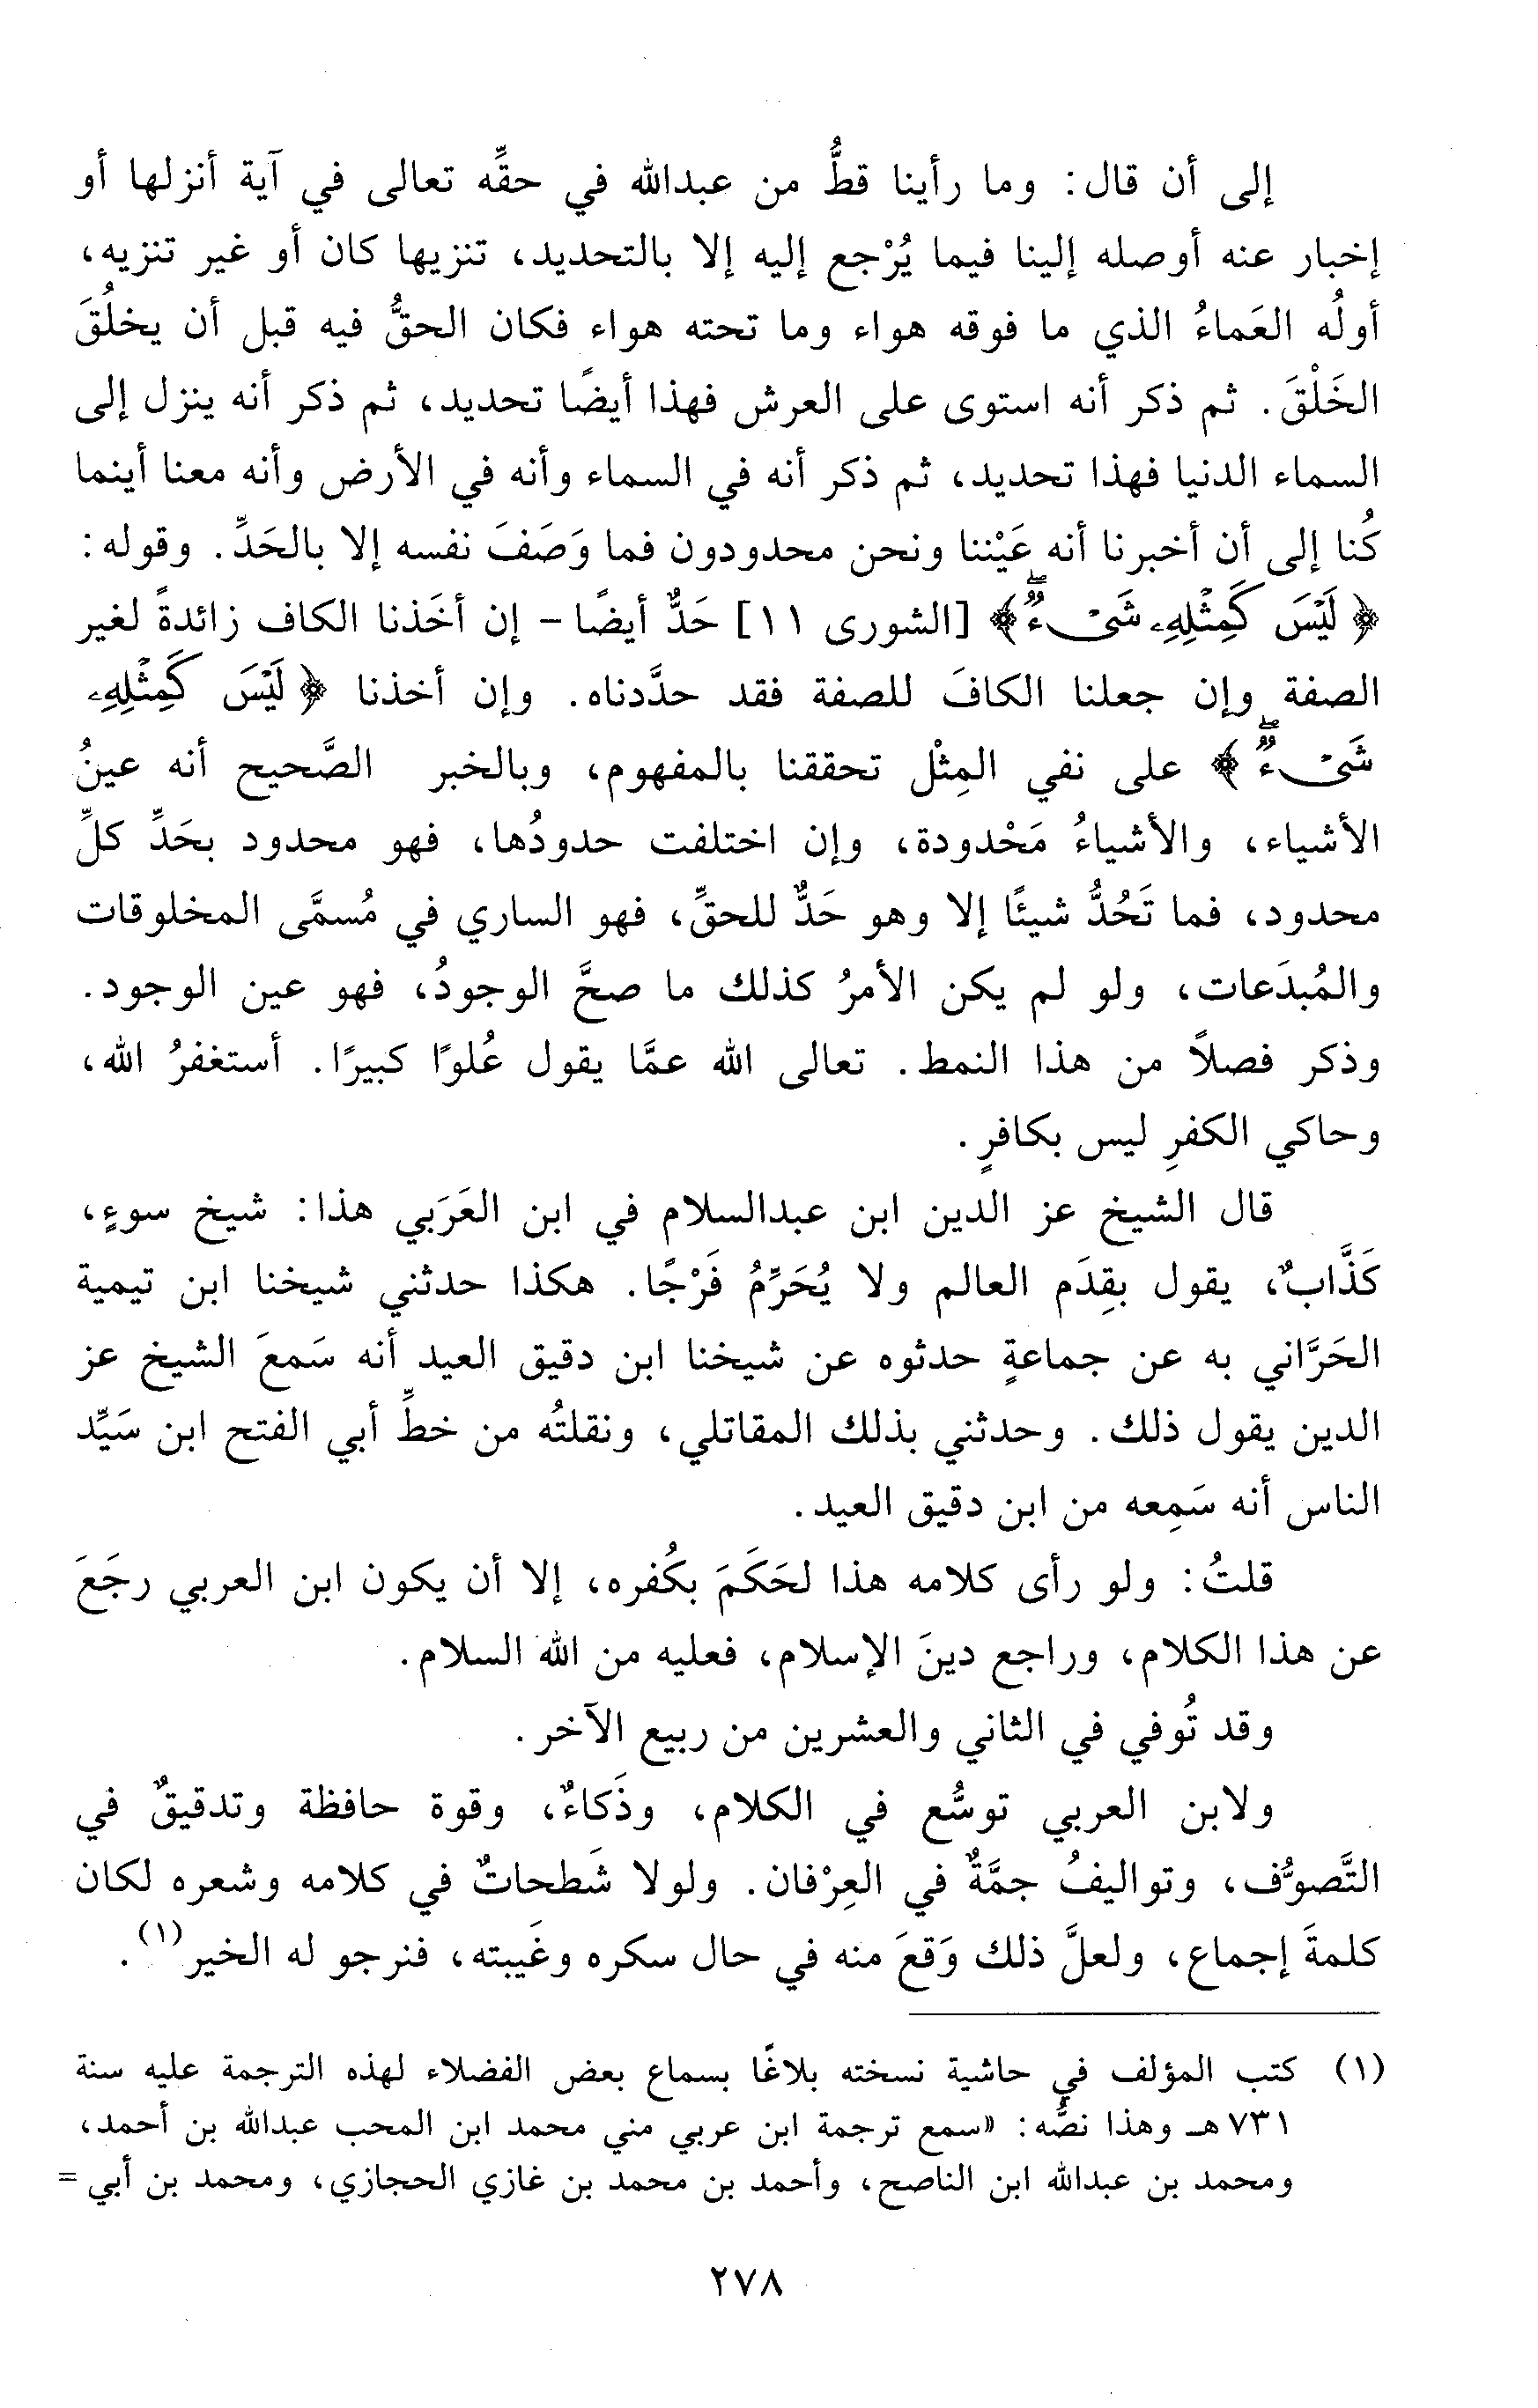 إلى أن قال: وما رأينا قطُّ من عبدالله في حقِّه تعالى في آية أنزلها أو
إخبار عنه أوصله إلينا فيما يُرْجع إليه إلا بالتحديد، تنزيها كان أو غير تنزيه،
أولُه العَماءُ الذي ما فوقه هواء وما تحته هواء فكان الحقُّ فيه قبل أن يخلُقَ
الخَلْقَ. ثم ذكر أنه استوى على العرش فهذا أيضًا تحديد، ثم ذكر أنه ينزل إلى
السماء الدنيا فهذا تحديد، ثم ذكر أنه في السماء وأنه في الأرض وأنه معنا أينما
كُنا إلى أن أخبرنا أنه عَيْننا ونحن محدودون فما وَصَفَ نفسه إلا بالحَدِّ. وقوله:
﴿ لَيْسَ كَمِثْلِهِۦ شَىْءٌۖ ﴾ [الشورى ١١] حَدٌّ أيضًا - إن أخَذنا الكاف زائدةً لغير
الصفة وإن جعلنا الكافَ للصفة فقد حدَّدناه. وإن أخذنا ﴿ لَيْسَ كَمِثْلِهِۦ
شَىْءٌۖ ﴾ على نفي المِثْل تحققنا بالمفهوم، وبالخبر الصَّحيح أنه عينُ
الأشياء، والأشياءُ مَحْدودة، وإن اختلفت حدودُها، فهو محدود بحَدِّ كلِّ
محدود، فما تَحُدُّ شيئًا إلا وهو حَدٌّ للحقِّ، فهو الساري في مُسمَّى المخلوقات
والمُبدَعات، ولو لم يكن الأمرُ كذلك ما صحَّ الوجودُ، فهو عين الوجود.
وذكر فصلاً من هذا النمط. تعالى الله عمَّا يقول عُلوًا كبيرًا. أستغفرُ الله،
وحاكي الكفرِ ليس بكافرٍ.
قال الشيخ عز الدين ابن عبدالسلام في ابن العَرَبي هذا: شيخ سوءٍ،
كَذَّابٌ، يقول بقِدَم العالم ولا يُحَرِّمُ فَرْجًا. هكذا حدثني شيخنا ابن تيمية
الحَرَّاني به عن جماعةٍ حدثوه عن شيخنا ابن دقيق العيد أنه سَمعَ الشيخ عز
الدين يقول ذلك. وحدثني بذلك المقاتلي، ونقلتُه من خطِّ أبي الفتح ابن سَيِّد
الناس أنه سَمِعه من ابن دقيق العيد.
قلتُ: ولو رأى كلامه هذا لحَكَمَ بكُفره، إلا أن يكون ابن العربي رجَعَ
عن هذا الكلام، وراجع دينَ الإسلام، فعليه من الله السلام.
وقد تُوفي في الثاني والعشرين من ربيع الآخر.
ولابن العربي توسُّع في الكلام، وذَكاءٌ، وقوة حافظة وتدقيقٌ في
التَّصوُّف، وتواليفُ جمَّةٌ في العِرْفان. ولولا شَطحاتٌ في كلامه وشعره لكان
كلمةَ إجماع، ولعلَّ ذلك وَقعَ منه في حال سكره وغَيبته، فنرجو له الخير(١).
(١) كتب المؤلف في حاشية نسخته بلاغًا بسماع بعض الفضلاء لهذه الترجمة عليه سنة
٧٣١هـ وهذا نصُّه: «سمع ترجمة ابن عربي مني محمد ابن المحب عبدالله بن أحمد،
ومحمد بن عبدالله ابن الناصح، وأحمد بن محمد بن غازي الحجازي، ومحمد بن أبي =
٢٧٨